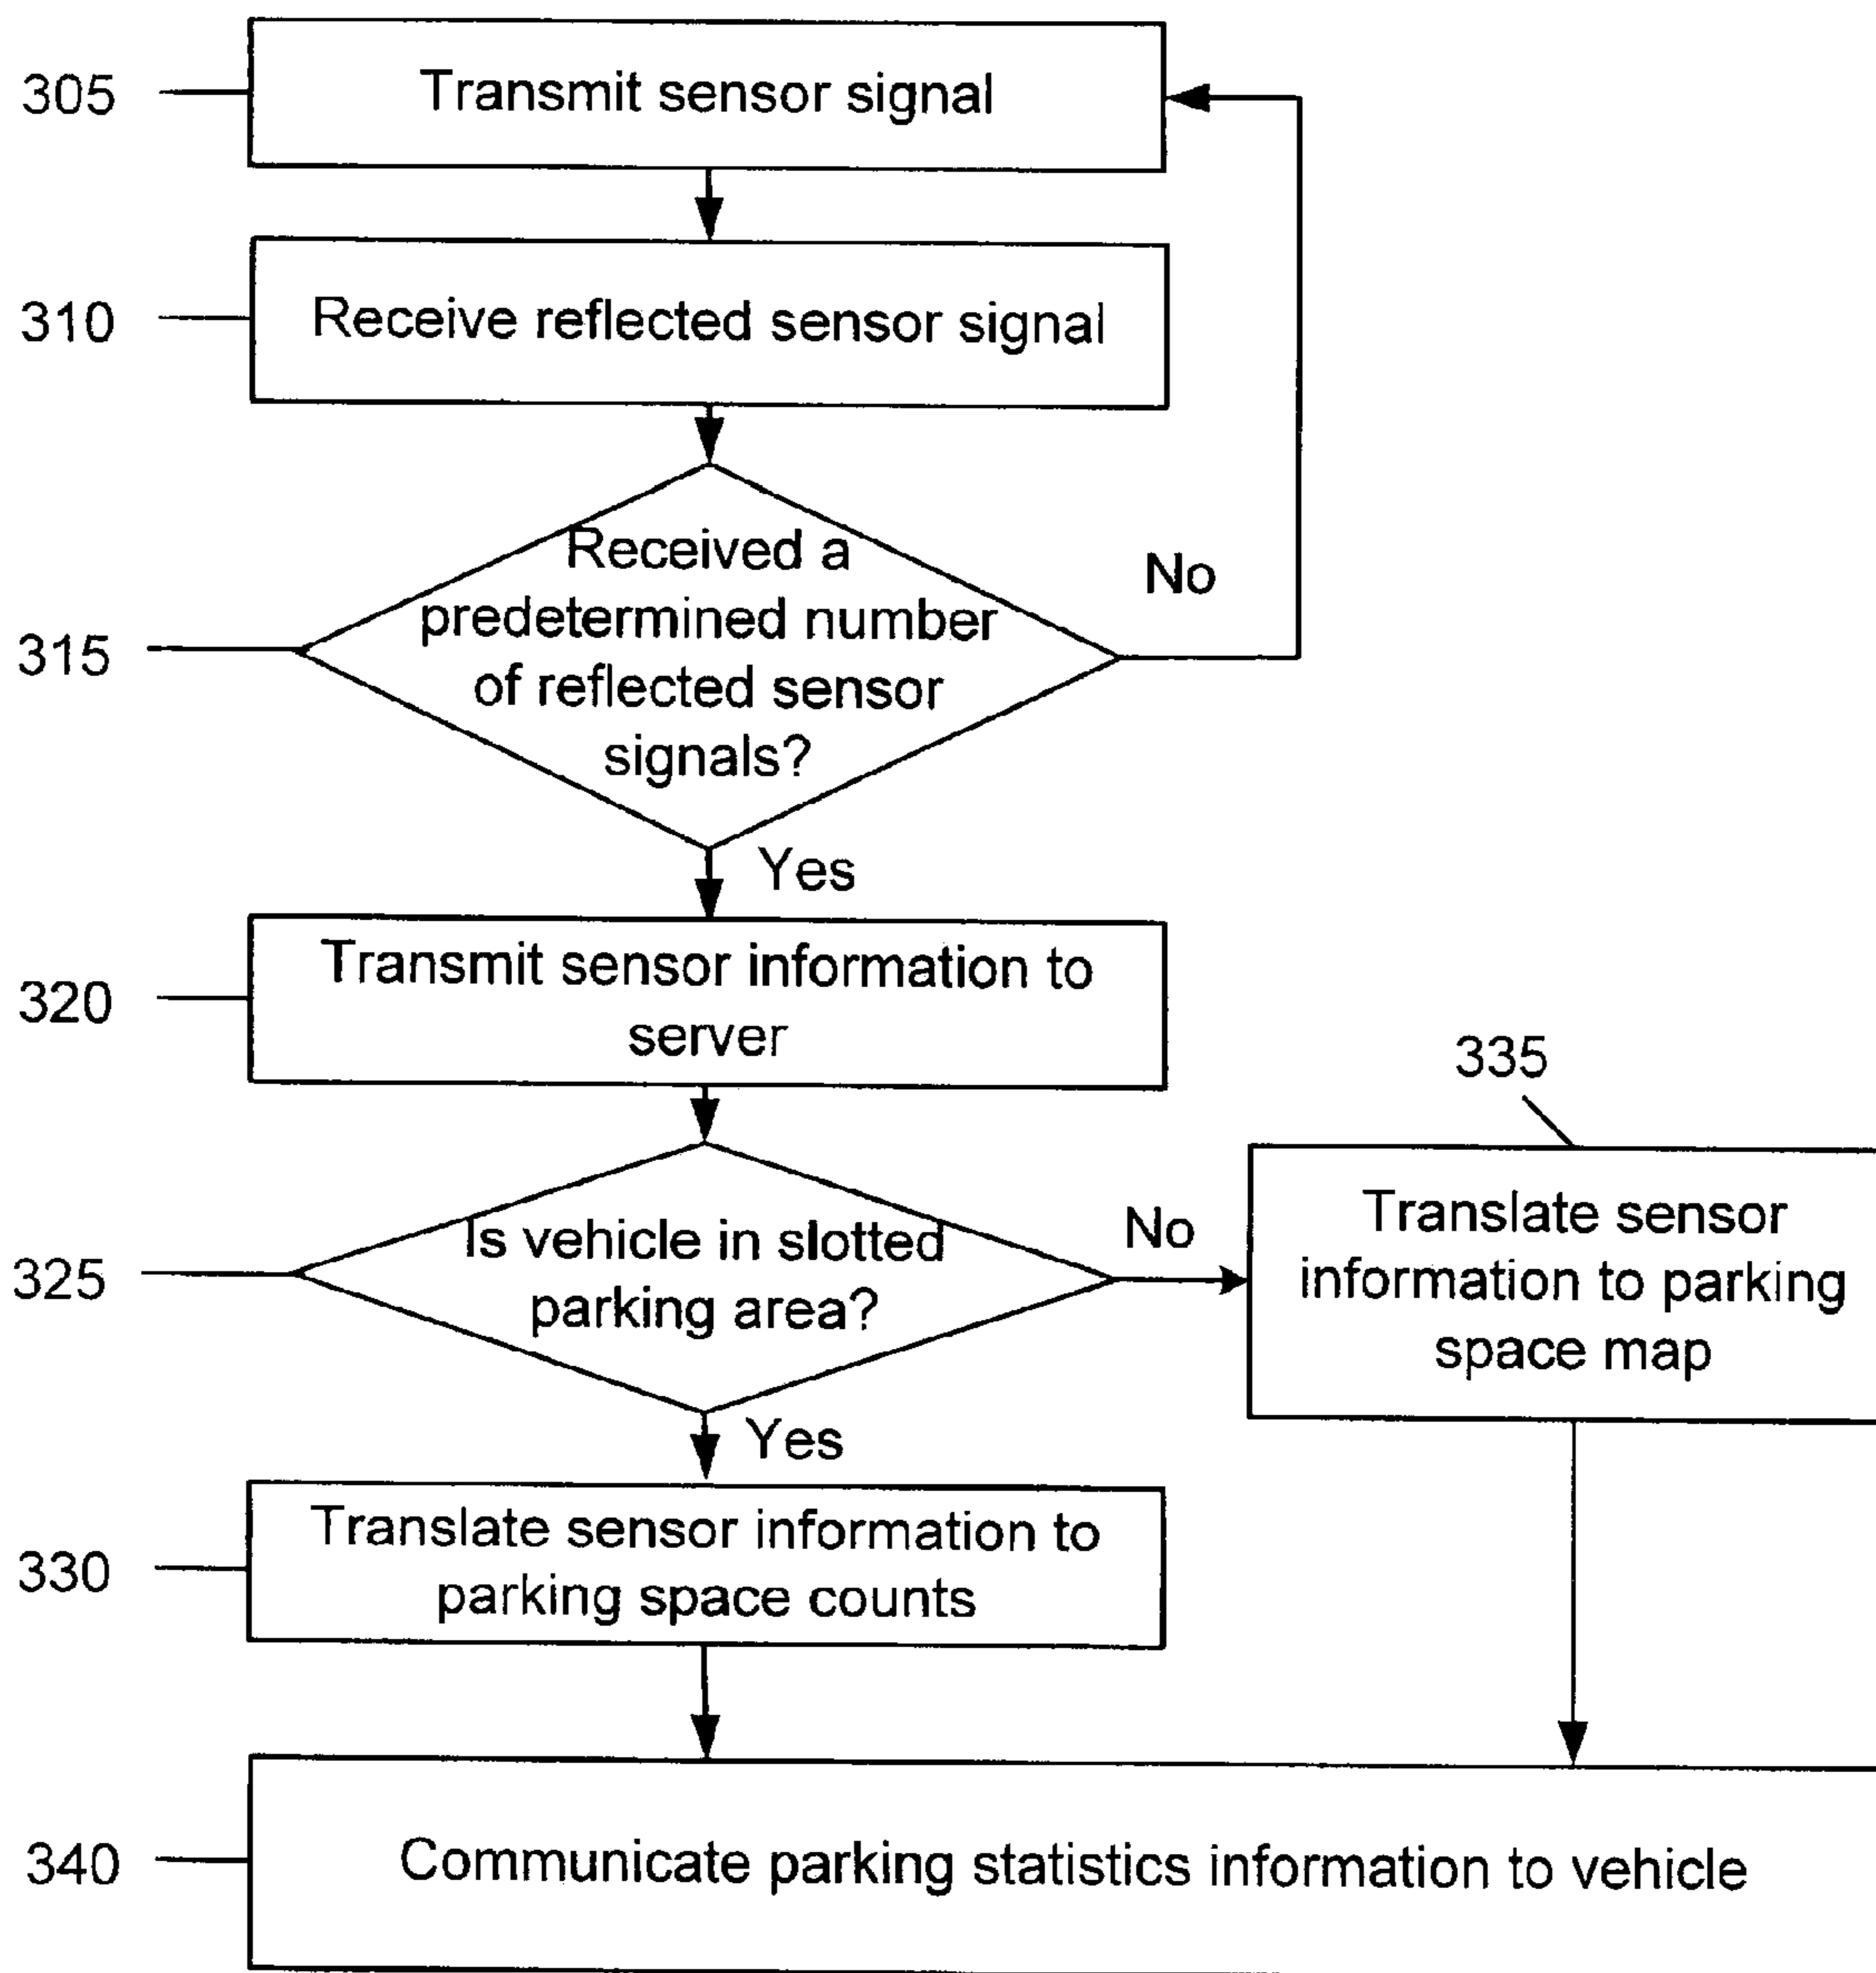 305
Transmit sensor signal
310
Receive reflected sensor signal
315
Received a
predetermined number
of reflected sensor
signals?
No
Yes
320
Transmit sensor information to
server
325
Is vehicle in slotted
parking area?
No
335
Translate sensor
information to parking
space map
Yes
330
Translate sensor information to
parking space counts
340
Communicate parking statistics information to vehicle